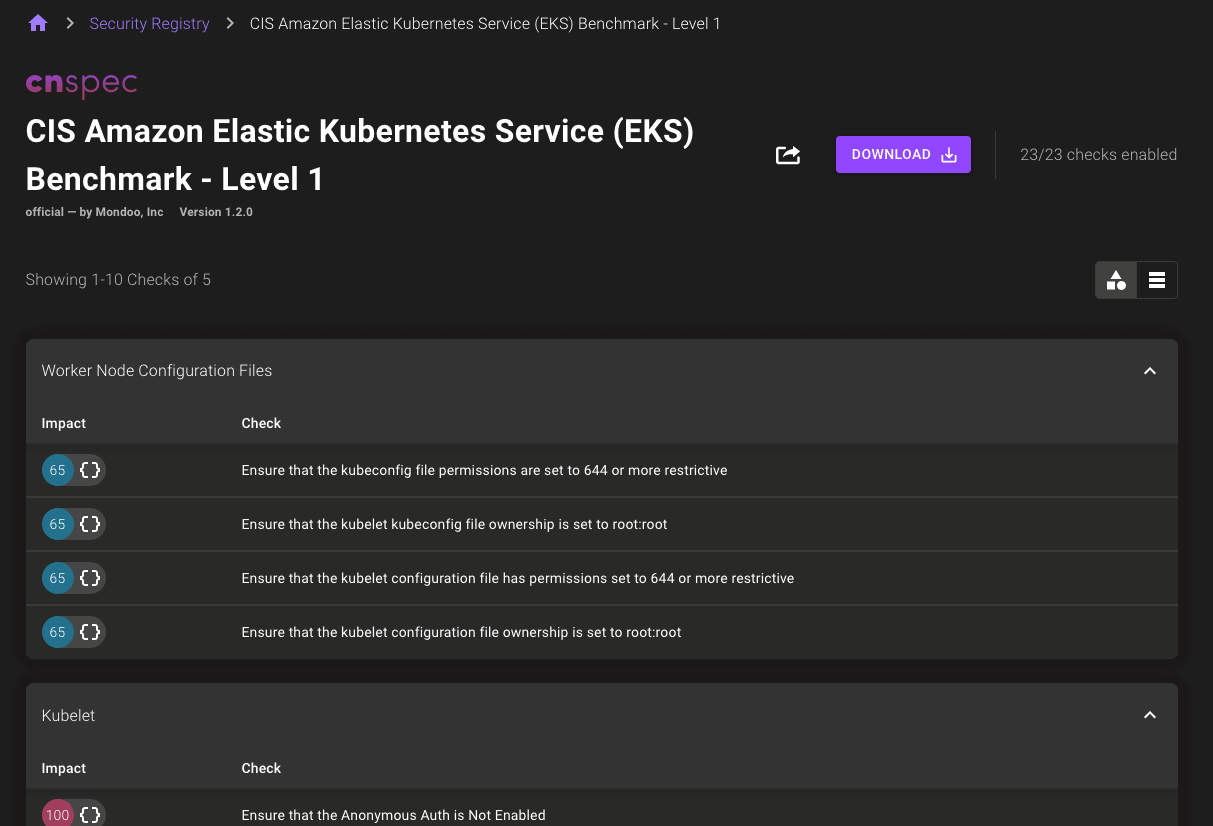 Security Registry CIS Amazon Elastic Kubernetes Service (EKS) Benchmark - Level 1
cnspec
CIS Amazon Elastic Kubernetes Service (EKS)
Benchmark - Level 1
DOWNLOAD
23/23 checks enabled
official — by Mondoo, Inc Version 1.2.0
Showing 1-10 Checks of 5
Worker Node Configuration Files
Impact Check
65 {} Ensure that the kubeconfig file permissions are set to 644 or more restrictive
65 {} Ensure that the kubelet kubeconfig file ownership is set to root:root
65 {} Ensure that the kubelet configuration file has permissions set to 644 or more restrictive
65 {} Ensure that the kubelet configuration file ownership is set to root:root
Kubelet
Impact Check
100 {} Ensure that the Anonymous Auth is Not Enabled